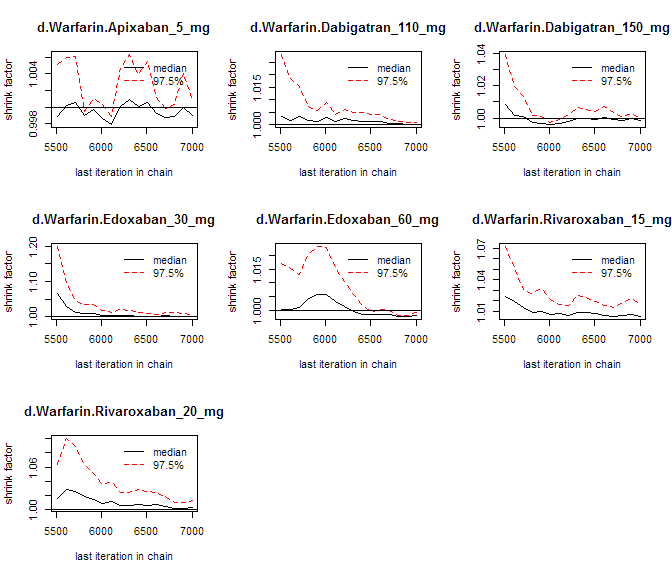 d.Warfarin.Apixaban_5_mg
shrink factor
0.998 1.004
median
97.5%
5500 6000 6500 7000
last iteration in chain
d.Warfarin.Dabigatran_110_mg
shrink factor
1.000 1.015
median
97.5%
5500 6000 6500 7000
last iteration in chain
d.Warfarin.Dabigatran_150_mg
shrink factor
1.00 1.02 1.04
median
97.5%
5500 6000 6500 7000
last iteration in chain
d.Warfarin.Edoxaban_30_mg
shrink factor
1.00 1.10 1.20
median
97.5%
5500 6000 6500 7000
last iteration in chain
d.Warfarin.Edoxaban_60_mg
shrink factor
1.000 1.015
median
97.5%
5500 6000 6500 7000
last iteration in chain
d.Warfarin.Rivaroxaban_15_mg
shrink factor
1.01 1.04 1.07
median
97.5%
5500 6000 6500 7000
last iteration in chain
d.Warfarin.Rivaroxaban_20_mg
shrink factor
1.00 1.06
median
97.5%
5500 6000 6500 7000
last iteration in chain